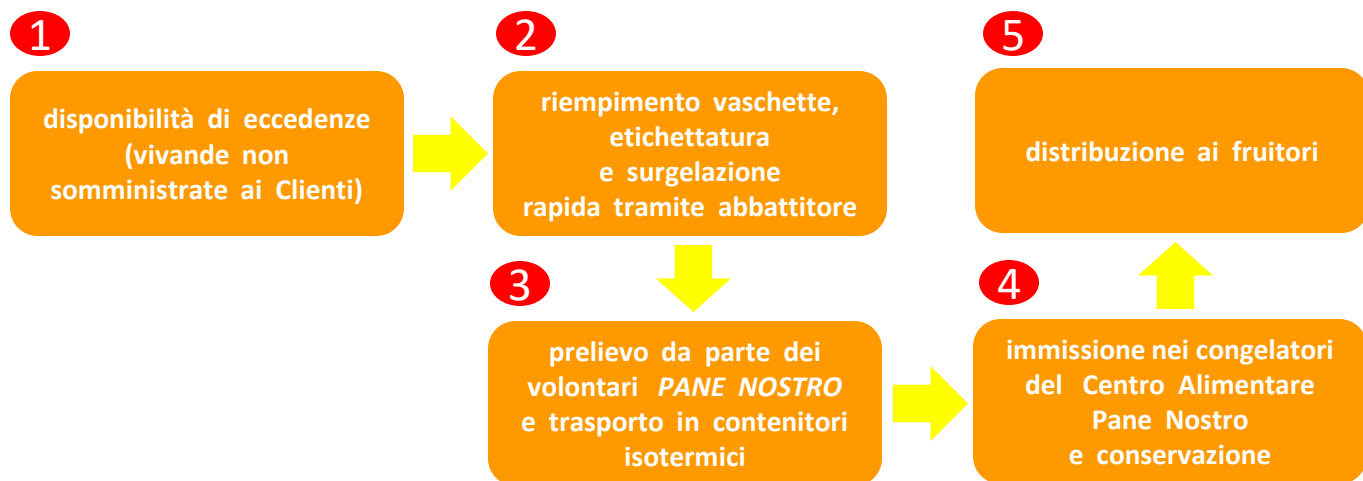 1
disponibilità di eccedenze
(vivande non
somministrate ai Clienti)
2
riempimento vaschette,
etichettatura
e surgelazione
rapida tramite abbattitore
3
prelievo da parte dei
volontari PANE NOSTRO
e trasporto in contenitori
isotermici
4
immissione nei congelatori
del Centro Alimentare
Pane Nostro
e conservazione
5
distribuzione ai fruitori